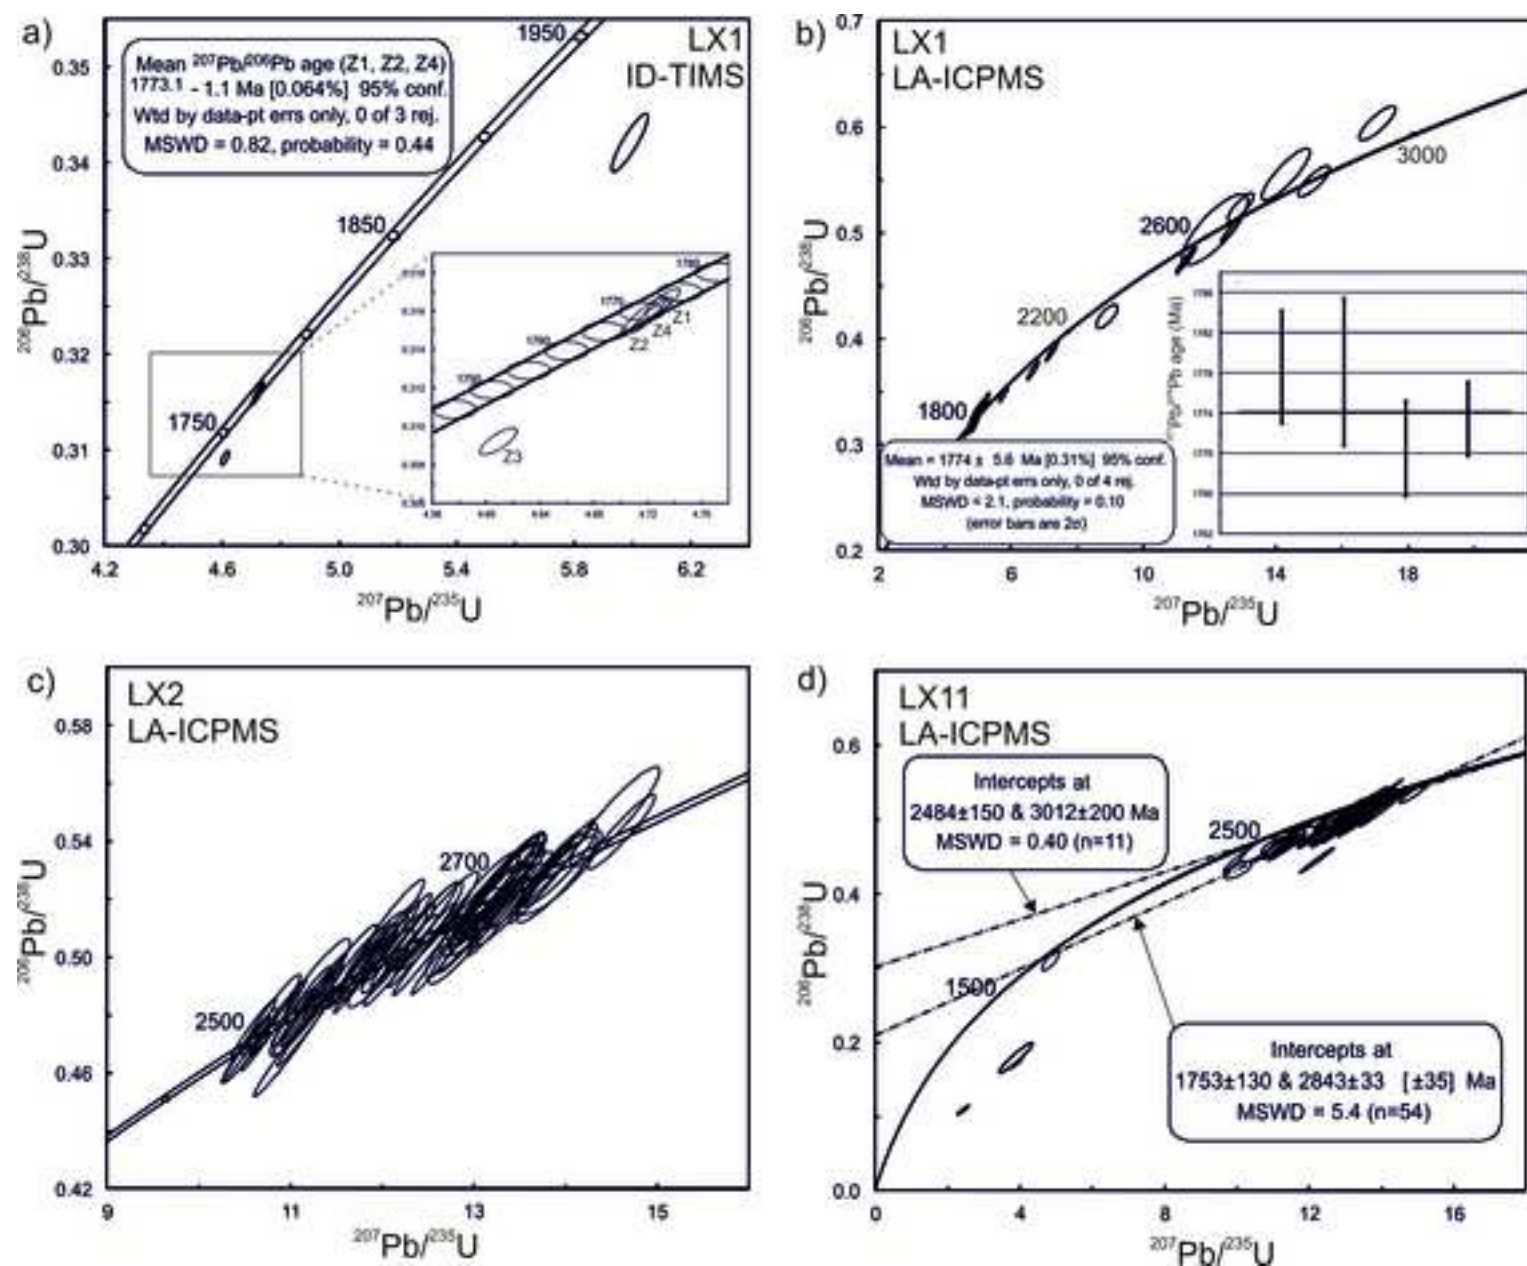 a)
LX1
ID-TIMS
Mean 207Pb/206Pb age (Z1, Z2, Z4)
1773.1 - 1.1 Ma [0.064%] 95% conf.
Wtd by data-pt errs only, 0 of 3 rej.
MSWD = 0.82, probability = 0.44
1950
1850
1750
206Pb/238U
0.35
0.34
0.33
0.32
0.31
0.30
4.2 4.6 5.0 5.4 5.8 6.2
207Pb/235U
1780
1770
1760
1750
Z1
Z4
Z2
Z3
b)
LX1
LA-ICPMS
206Pb/238U
0.7
0.6
0.5
0.4
0.3
0.2
3000
2600
2200
1800
Mean = 1774 ± 5.6 Ma [0.31%] 95% conf.
Wtd by data-pt errs only, 0 of 4 rej.
MSWD = 2.1, probability = 0.10
(error bars are 2σ)
Pb age (Ma)
2 6 10 14 18
207Pb/235U
c)
LX2
LA-ICPMS
206Pb/238U
0.58
0.54
0.50
0.46
0.42
2700
2500
9 11 13 15
207Pb/235U
d)
LX11
LA-ICPMS
206Pb/238U
0.6
0.4
0.2
0.0
Intercepts at
2484±150 & 3012±200 Ma
MSWD = 0.40 (n=11)
2500
1500
Intercepts at
1753±130 & 2843±33 [±35] Ma
MSWD = 5.4 (n=54)
0 4 8 12 16
207Pb/235U